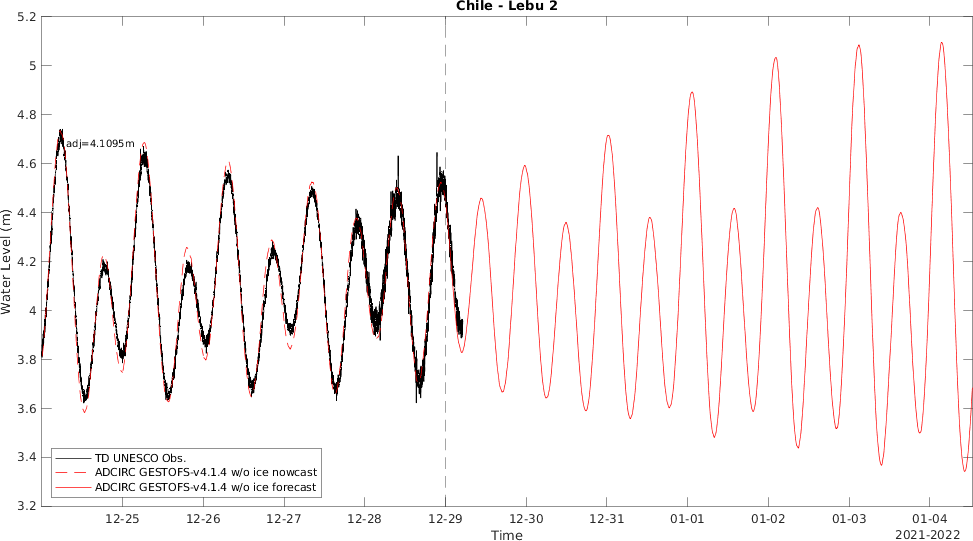 Chile - Lebu 2
5.2
5
4.8
4.6
4.4
4.2
4
3.8
3.6
3.4
3.2
Water Level (m)
adj=4.1095m
TD UNESCO Obs.
ADCIRC GESTOFS-v4.1.4 w/o ice nowcast
ADCIRC GESTOFS-v4.1.4 w/o ice forecast
12-25 12-26 12-27 12-28 12-29 12-30 12-31 01-01 01-02 01-03 01-04
Time
2021-2022